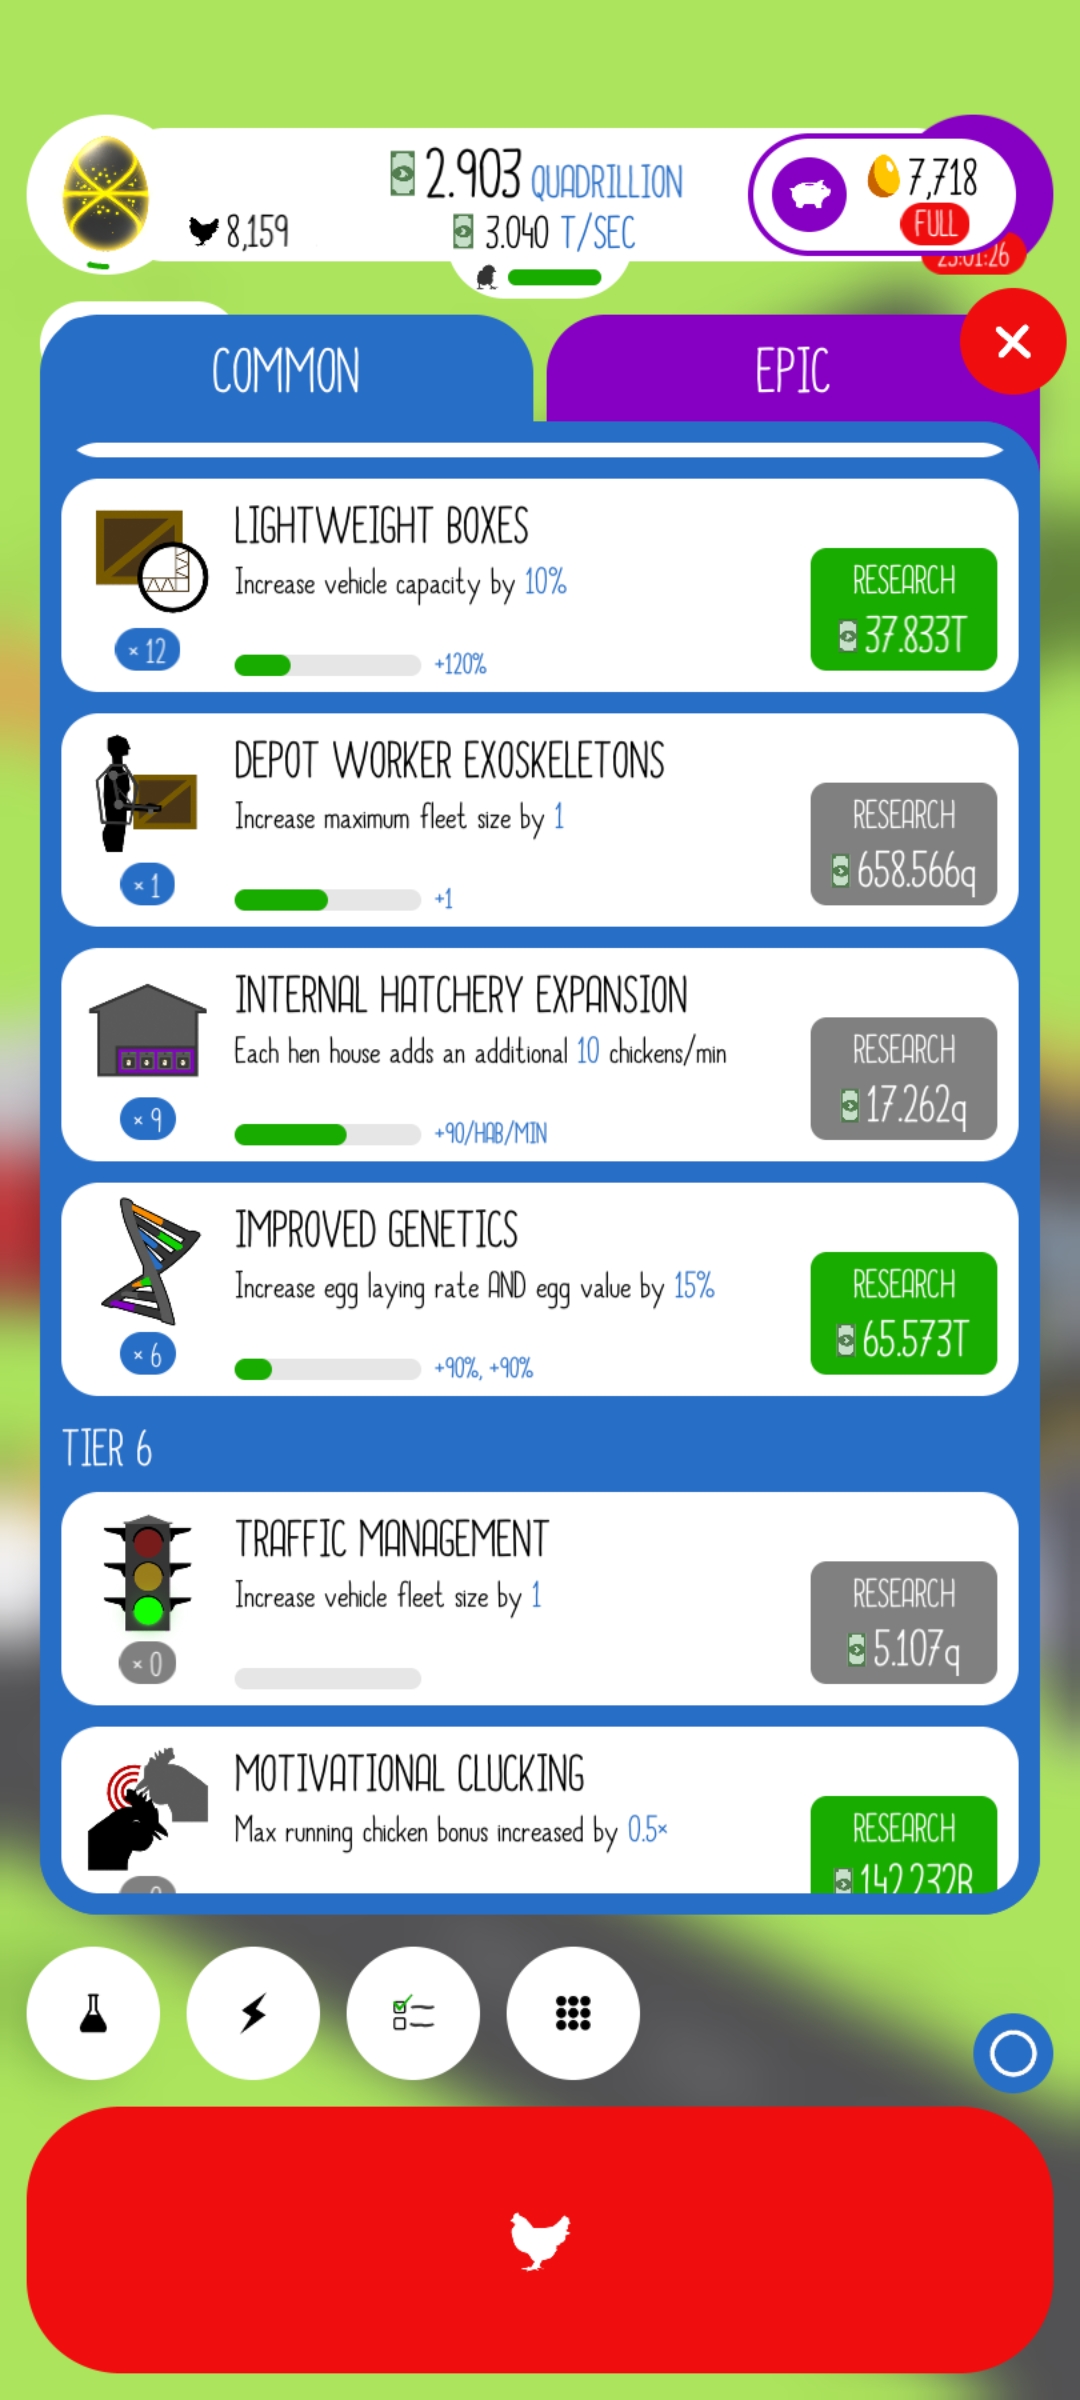 2.903 QUADRILLION
7,718
8,159
3.040 T/SEC
FULL
23:01:26
COMMON
EPIC
LIGHTWEIGHT BOXES
Increase vehicle capacity by 10%
RESEARCH
37.833T
× 12
+120%
DEPOT WORKER EXOSKELETONS
Increase maximum fleet size by 1
RESEARCH
658.566q
× 1
+1
INTERNAL HATCHERY EXPANSION
Each hen house adds an additional 10 chickens/min
RESEARCH
17.262q
× 9
+90/HAB/MIN
IMPROVED GENETICS
Increase egg laying rate AND egg value by 15%
RESEARCH
65.573T
× 6
+90%, +90%
TIER 6
TRAFFIC MANAGEMENT
Increase vehicle fleet size by 1
RESEARCH
5.107q
× 0
MOTIVATIONAL CLUCKING
Max running chicken bonus increased by 0.5×
RESEARCH
142.232B